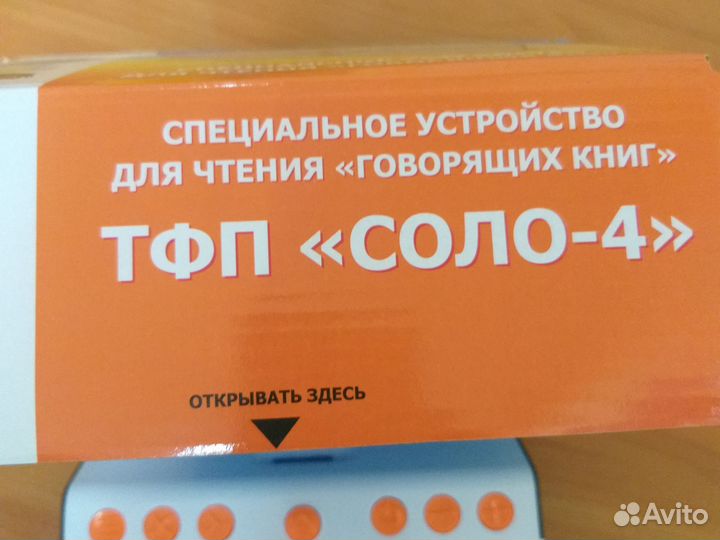 СПЕЦИАЛЬНОЕ УСТРОЙСТВО
ДЛЯ ЧТЕНИЯ «ГОВОРЯЩИХ КНИГ»
ТФП «СОЛО-4»
ОТКРЫВАТЬ ЗДЕСЬ
Avito